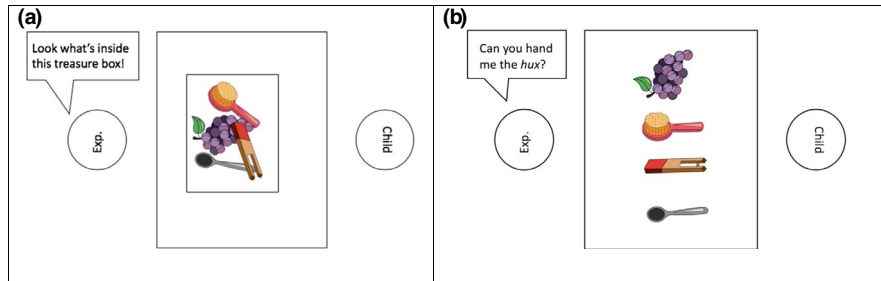 (a)
Look what's inside
this treasure box!
Exp.
Child
(b)
Can you hand
me the hux?
Exp.
Child